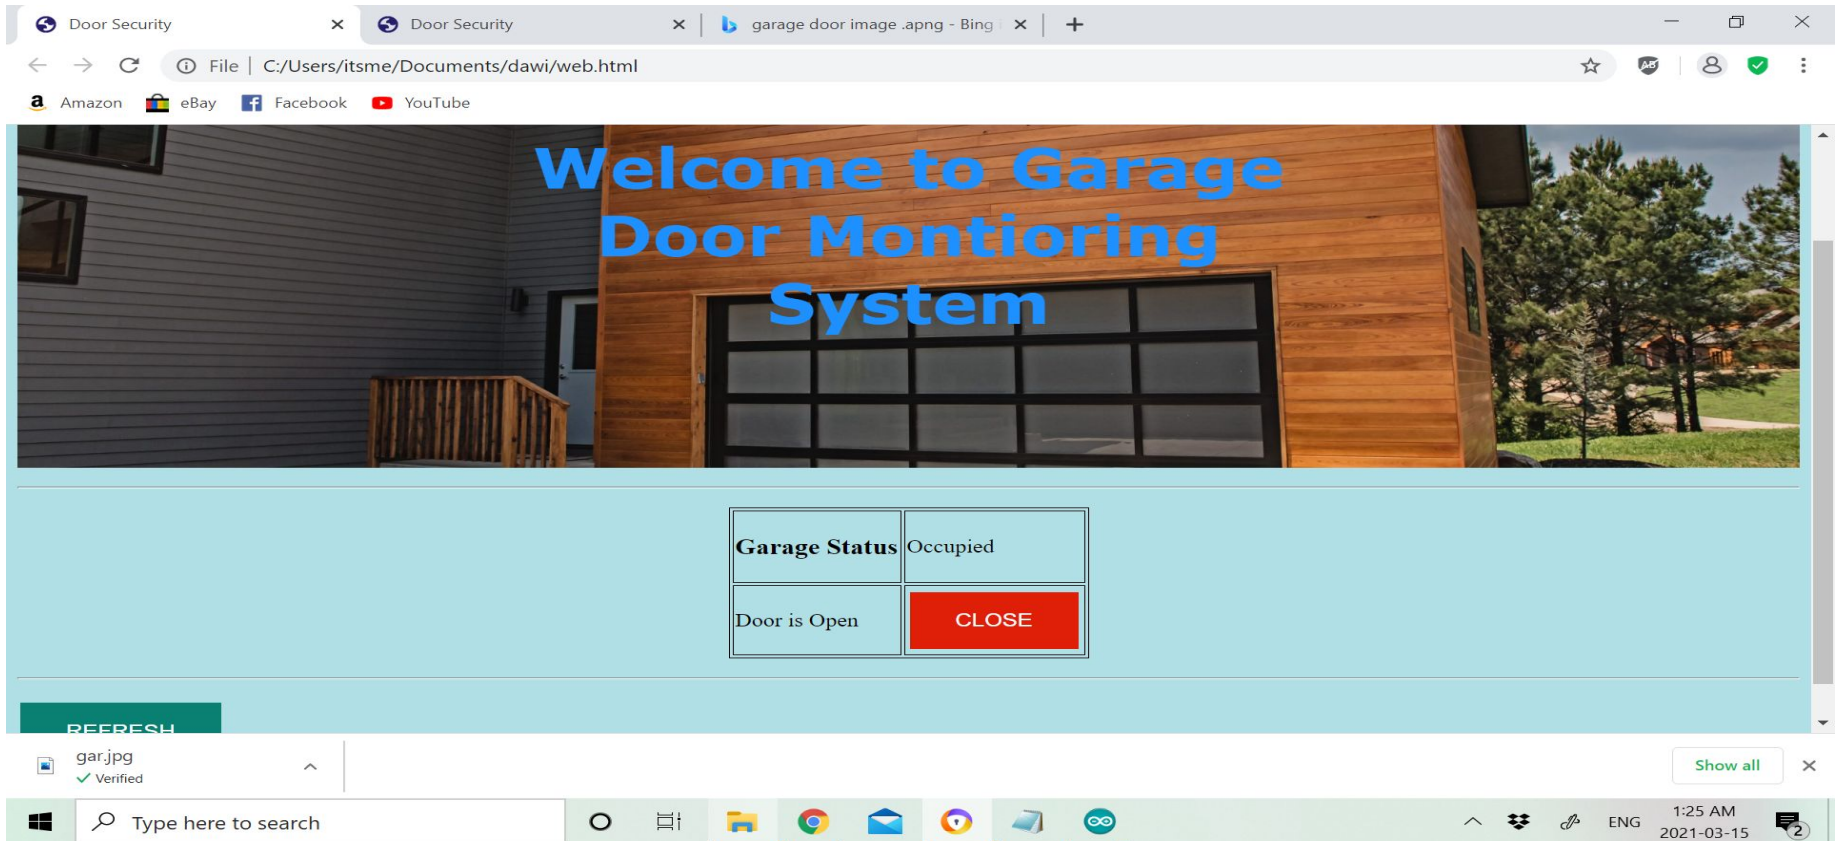 Door Security
Door Security
garage door image .apng - Bing i
File | C:/Users/itsme/Documents/dawi/web.html
AB
a Amazon eBay Facebook YouTube
Welcome to Garage
Door Montioring
System
Garage Status Occupied
Door is Open CLOSE
REFRESH
gar.jpg
Verified
Show all
Type here to search
ENG
1:25 AM
2021-03-15
2